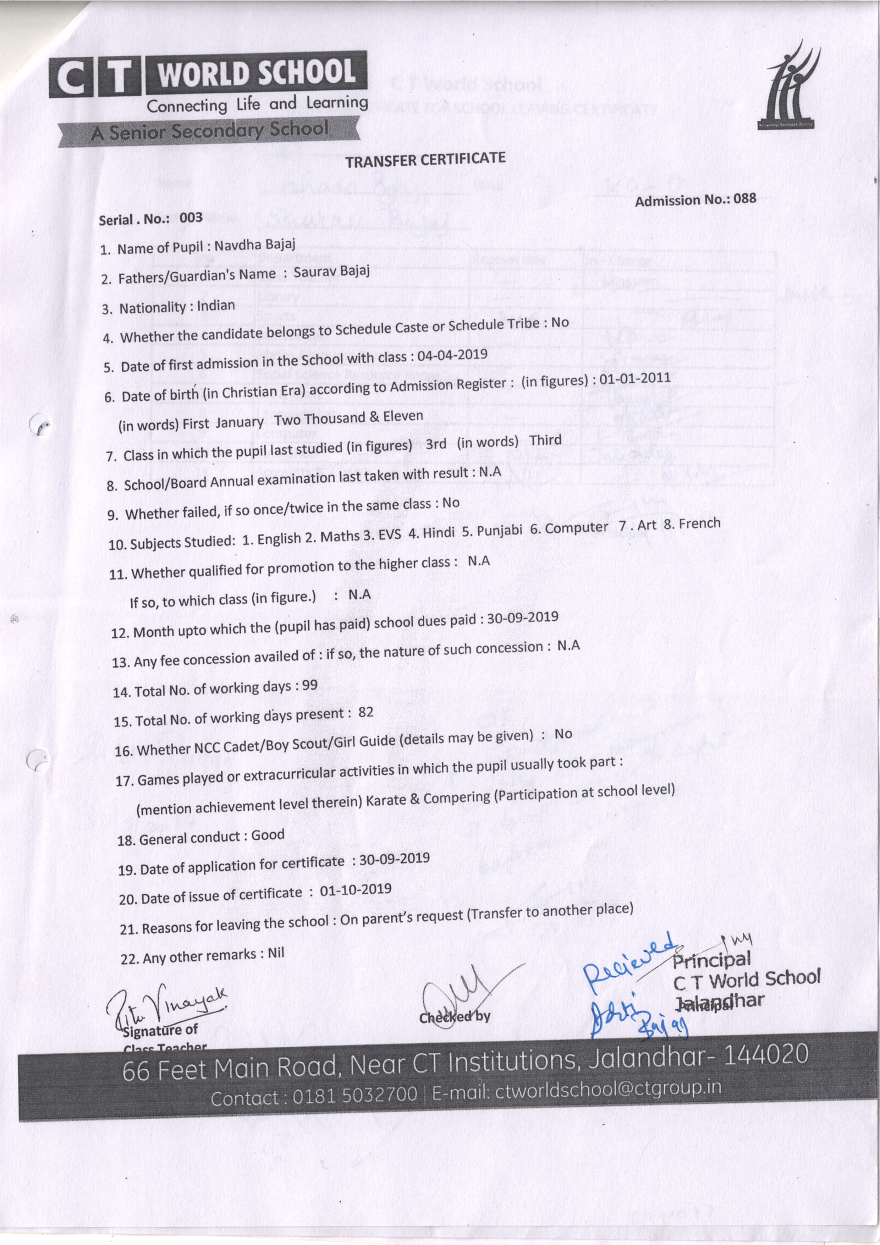 CT WORLD SCHOOL
Connecting Life and Learning
A Senior Secondary School
TRANSFER CERTIFICATE
Admission No.: 088
Serial . No.: 003
1. Name of Pupil : Navdha Bajaj
2. Fathers/Guardian's Name : Saurav Bajaj
3. Nationality : Indian
4. Whether the candidate belongs to Schedule Caste or Schedule Tribe : No
5. Date of first admission in the School with class : 04-04-2019
6. Date of birth (in Christian Era) according to Admission Register : (in figures) : 01-01-2011
(in words) First January Two Thousand & Eleven
7. Class in which the pupil last studied (in figures) 3rd (in words) Third
8. School/Board Annual examination last taken with result : N.A
9. Whether failed, if so once/twice in the same class : No
10. Subjects Studied: 1. English 2. Maths 3. EVS 4. Hindi 5. Punjabi 6. Computer 7 . Art 8. French
11. Whether qualified for promotion to the higher class : N.A
If so, to which class (in figure.) : N.A
12. Month upto which the (pupil has paid) school dues paid : 30-09-2019
13. Any fee concession availed of : if so, the nature of such concession : N.A
14. Total No. of working days : 99
15. Total No. of working days present : 82
16. Whether NCC Cadet/Boy Scout/Girl Guide (details may be given) : No
17. Games played or extracurricular activities in which the pupil usually took part :
(mention achievement level therein) Karate & Compering (Participation at school level)
18. General conduct : Good
19. Date of application for certificate : 30-09-2019
20. Date of issue of certificate : 01-10-2019
21. Reasons for leaving the school : On parent's request (Transfer to another place)
22. Any other remarks : Nil
Recieved
Principal
C T World School
Jalandhar
Principal
Bajaj
Vinayak
Signature of
Class Teacher
Checked by
66 Feet Main Road, Near CT Institutions, Jalandhar- 144020
Contact : 0181 5032700 | E-mail: ctworldschool@ctgroup.in